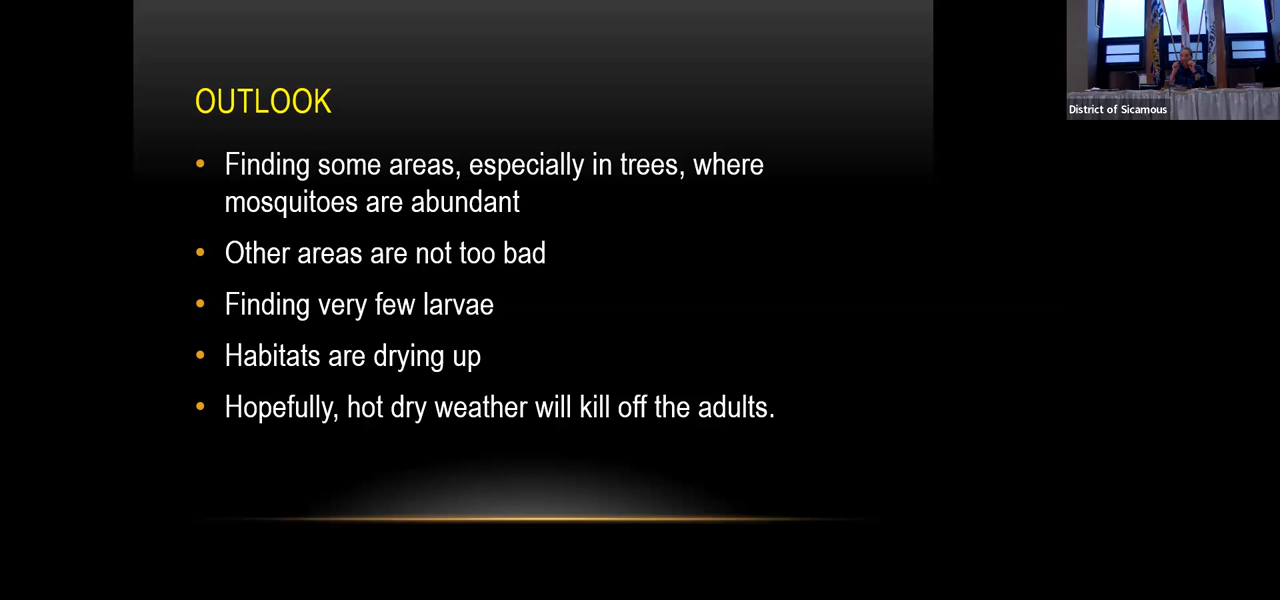 OUTLOOK
• Finding some areas, especially in trees, where
mosquitoes are abundant
• Other areas are not too bad
• Finding very few larvae
• Habitats are drying up
• Hopefully, hot dry weather will kill off the adults.
District of Sicamous